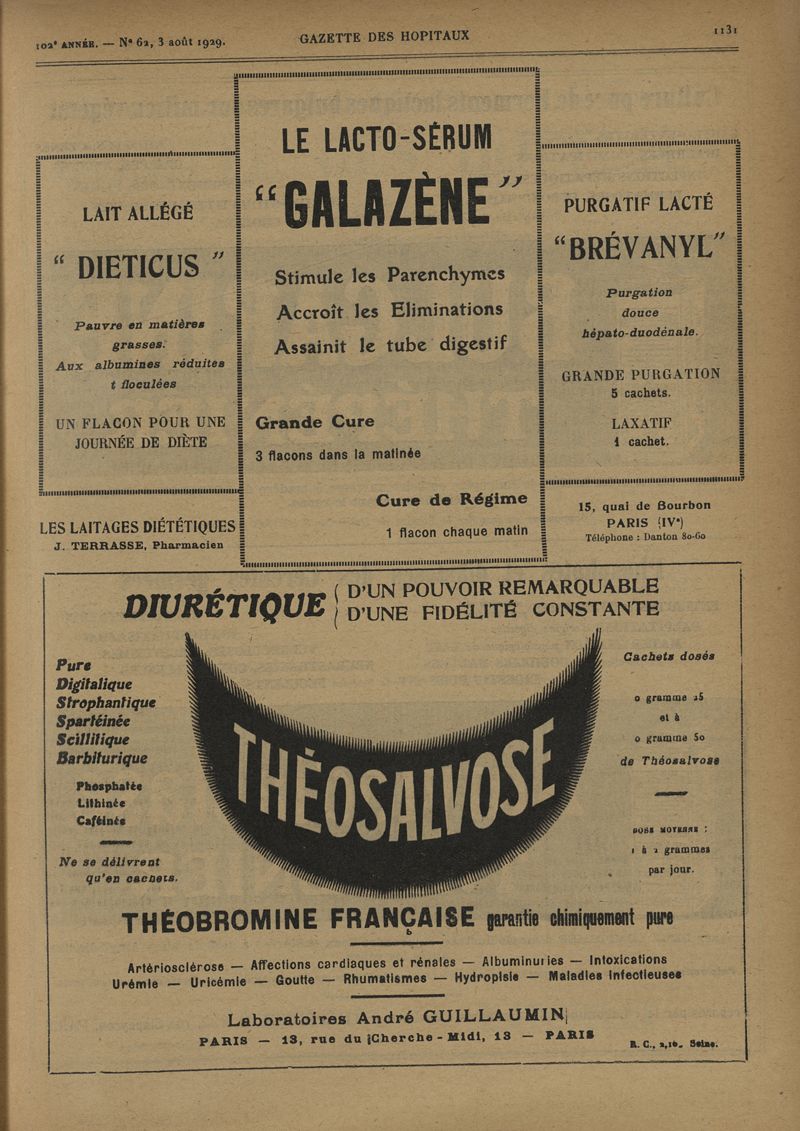 102e ANNÉE. — N° 62, 3 août 1929.
GAZETTE DES HOPITAUX
1131
LAIT ALLÉGÉ
“ DIETICUS ”
Pauvre en matières
grasses.
Aux albumines réduites
t floculées
UN FLACON POUR UNE
JOURNÉE DE DIÈTE
LES LAITAGES DIÉTÉTIQUES
J. TERRASSE, Pharmacien
LE LACTO-SÉRUM
“GALAZÈNE”
Stimule les Parenchymes
Accroît les Eliminations
Assainit le tube digestif
Grande Cure
3 flacons dans la matinée
Cure de Régime
1 flacon chaque matin
PURGATIF LACTÉ
“BRÉVANYL”
Purgation
douce
hépato-duodénale.
GRANDE PURGATION
5 cachets.
LAXATIF
1 cachet.
15, quai de Bourbon
PARIS (IVe)
Téléphone : Danton 80-60
DIURÉTIQUE
D'UN POUVOIR REMARQUABLE
D'UNE FIDÉLITÉ CONSTANTE
Pure
Digitalique
Strophantique
Spartéinée
Scillitique
Barbiturique
Phosphatée
Lithinée
Caféinée
Ne se délivrent
qu'en cachets.
THÉOSALVOSE
Cachets dosés
0 gramme 25
et à
0 gramme 50
de Théosalvose
DOSE MOYENNE :
1 à 2 grammes
par jour.
THÉOBROMINE FRANÇAISE garantie chimiquement pure
Artériosclérose — Affections cardiaques et rénales — Albuminuries — Intoxications
Urémie — Uricémie — Goutte — Rhumatismes — Hydropisie — Maladies Infectieuses
Laboratoires André GUILLAUMIN
PARIS — 13, rue du Cherche-Midi, 13 — PARIS
R. C., Seine.